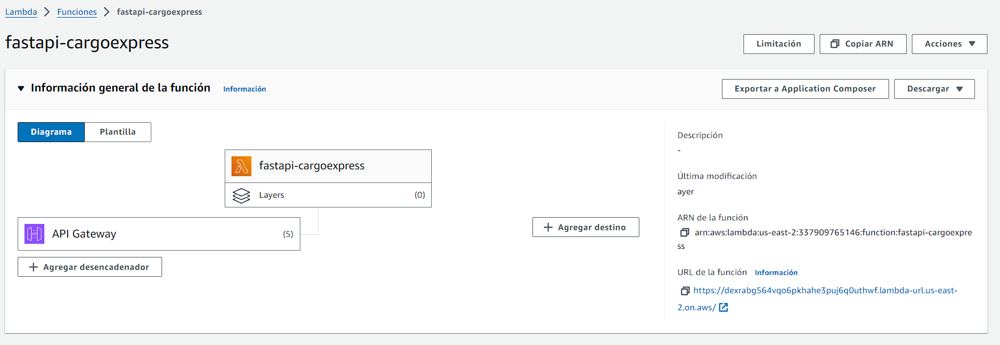 Lambda > Funciones > fastapi-cargoexpress
fastapi-cargoexpress
Limitación
Copiar ARN
Acciones
Información general de la función
Información
Exportar a Application Composer
Descargar
Diagrama
Plantilla
fastapi-cargoexpress
Layers
(0)
API Gateway
(5)
Agregar desencadenador
Agregar destino
Descripción
-
Última modificación
ayer
ARN de la función
arn:aws:lambda:us-east-2:337909765146:function:fastapi-cargoexpre
ss
URL de la función Información
https://dexrabg564vqo6pkhahe3puj6q0uthwf.lambda-url.us-east-
2.on.aws/